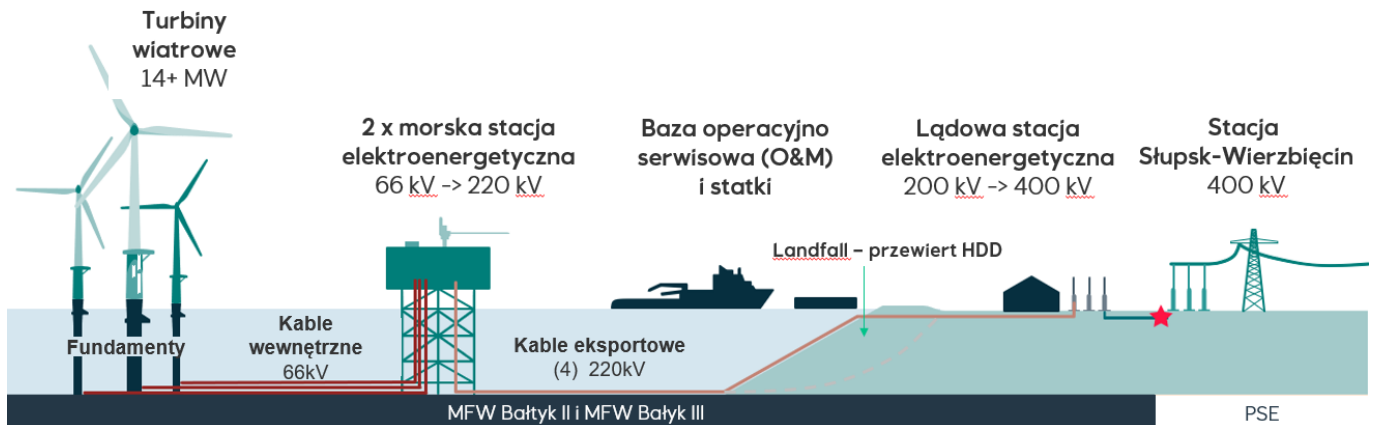 Turbiny
wiatrowe
14+ MW
2 x morska stacja
elektroenergetyczna
66 kV -> 220 kV
Baza operacyjno
serwisowa (O&M)
i statki
Lądowa stacja
elektroenergetyczna
200 kV -> 400 kV
Stacja
Słupsk-Wierzbięcin
400 kV
Landfall – przewiert HDD
Fundamenty
Kable
wewnętrzne
66kV
Kable eksportowe
(4) 220kV
MFW Bałtyk II i MFW Bałyk III
PSE